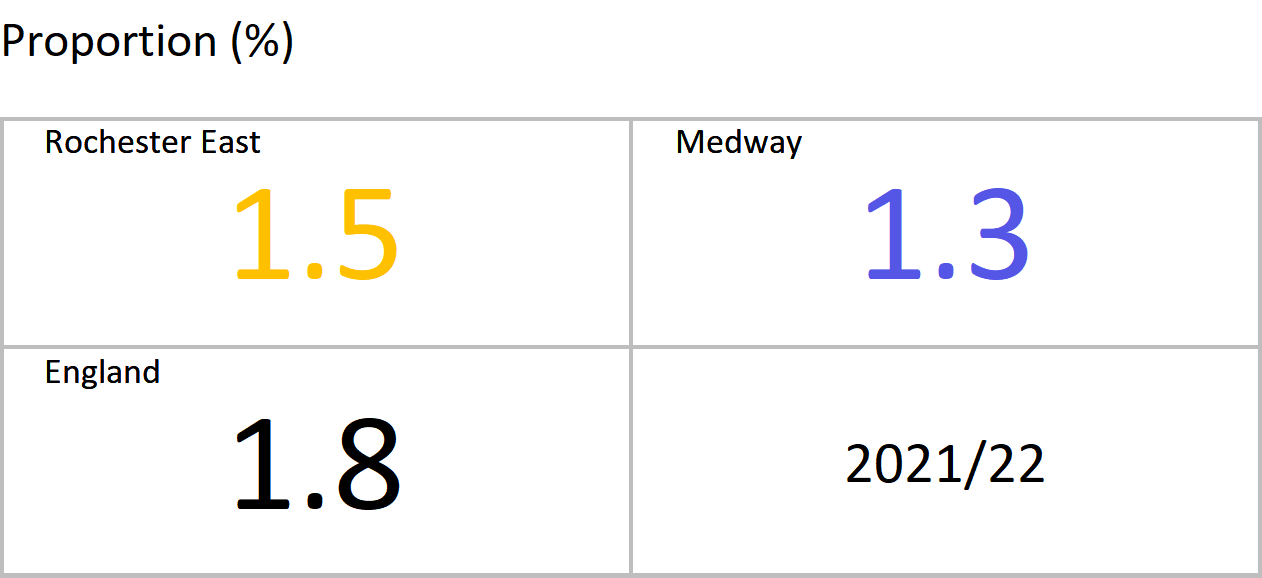 Proportion (%)
Rochester East
1.5
Medway
1.3
England
1.8
2021/22